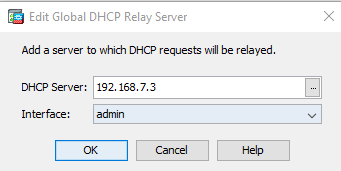 Edit Global DHCP Relay Server
Add a server to which DHCP requests will be relayed.
DHCP Server: 192.168.7.3 ...
Interface: admin
OK Cancel Help